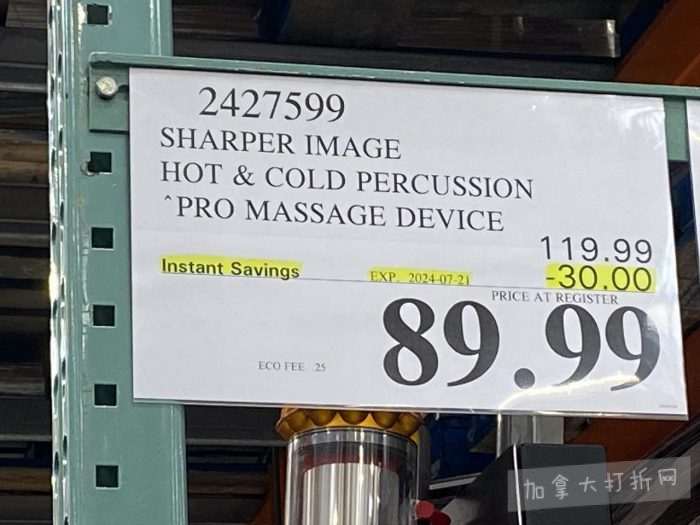 2427599
SHARPER IMAGE
HOT & COLD PERCUSSION
^PRO MASSAGE DEVICE
119.99
Instant Savings EXP. 2024-07-21 -30.00
PRICE AT REGISTER
89.99
ECO FEE .25
加拿大打折网